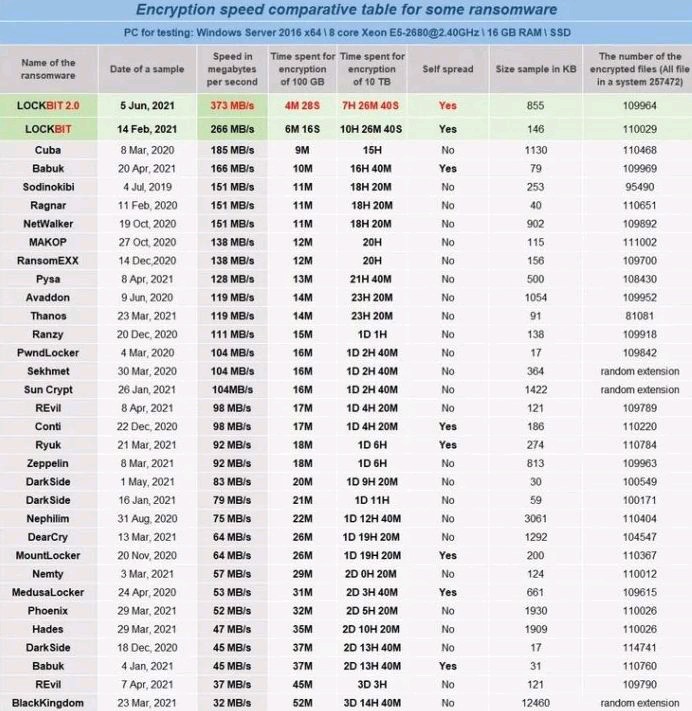 Encryption speed comparative table for some ransomware
PC for testing: Windows Server 2016 x64 \ 8 core Xeon E5-2680@2.40GHz \ 16 GB RAM \ SSD
Name of the ransomware Date of a sample Speed in megabytes per second Time spent for encryption of 100 GB Time spent for encryption of 10 TB Self spread Size sample in KB The number of the encrypted files (All file in a system 257472)
LOCKBIT 2.0 5 Jun, 2021 373 MB/s 4M 28S 7H 26M 40S Yes 855 109964
LOCKBIT 14 Feb, 2021 266 MB/s 6M 16S 10H 26M 40S Yes 146 110029
Cuba 8 Mar, 2020 185 MB/s 9M 15H No 1130 110468
Babuk 20 Apr, 2021 166 MB/s 10M 16H 40M Yes 79 109969
Sodinokibi 4 Jul, 2019 151 MB/s 11M 18H 20M No 253 95490
Ragnar 11 Feb, 2020 151 MB/s 11M 18H 20M No 40 110651
NetWalker 19 Oct, 2020 151 MB/s 11M 18H 20M No 902 109892
MAKOP 27 Oct, 2020 138 MB/s 12M 20H No 115 111002
RansomEXX 14 Dec,2020 138 MB/s 12M 20H No 156 109700
Pysa 8 Apr, 2021 128 MB/s 13M 21H 40M No 500 108430
Avaddon 9 Jun, 2020 119 MB/s 14M 23H 20M No 1054 109952
Thanos 23 Mar, 2021 119 MB/s 14M 23H 20M No 91 81081
Ranzy 20 Dec, 2020 111 MB/s 15M 1D 1H No 138 109918
PwndLocker 4 Mar, 2020 104 MB/s 16M 1D 2H 40M No 17 109842
Sekhmet 30 Mar, 2020 104 MB/s 16M 1D 2H 40M No 364 random extension
Sun Crypt 26 Jan, 2021 104MB/s 16M 1D 2H 40M No 1422 random extension
REvil 8 Apr, 2021 98 MB/s 17M 1D 4H 20M No 121 109789
Conti 22 Dec, 2020 98 MB/s 17M 1D 4H 20M Yes 186 110220
Ryuk 21 Mar, 2021 92 MB/s 18M 1D 6H Yes 274 110784
Zeppelin 8 Mar, 2021 92 MB/s 18M 1D 6H No 813 109963
DarkSide 1 May, 2021 83 MB/s 20M 1D 9H 20M No 30 100549
DarkSide 16 Jan, 2021 79 MB/s 21M 1D 11H No 59 100171
Nephilim 31 Aug, 2020 75 MB/s 22M 1D 12H 40M No 3061 110404
DearCry 13 Mar, 2021 64 MB/s 26M 1D 19H 20M No 1292 104547
MountLocker 20 Nov, 2020 64 MB/s 26M 1D 19H 20M Yes 200 110367
Nemty 3 Mar, 2021 57 MB/s 29M 2D 0H 20M No 124 110012
MedusaLocker 24 Apr, 2020 53 MB/s 31M 2D 3H 40M Yes 661 109615
Phoenix 29 Mar, 2021 52 MB/s 32M 2D 5H 20M No 1930 110026
Hades 29 Mar, 2021 47 MB/s 35M 2D 10H 20M No 1909 110026
DarkSide 18 Dec, 2020 45 MB/s 37M 2D 13H 40M No 17 114741
Babuk 4 Jan, 2021 45 MB/s 37M 2D 13H 40M Yes 31 110760
REvil 7 Apr, 2021 37 MB/s 45M 3D 3H No 121 109790
BlackKingdom 23 Mar, 2021 32 MB/s 52M 3D 14H 40M No 12460 random extension